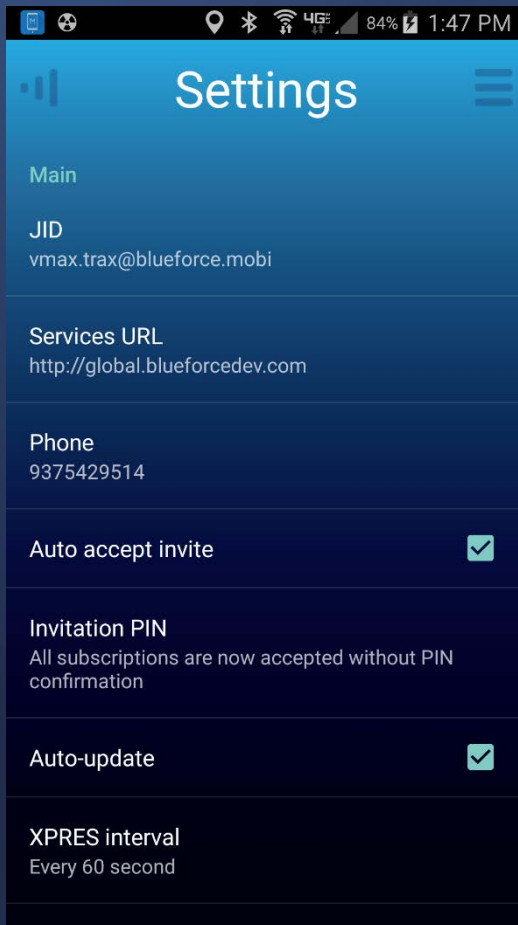 4G 84% 1:47 PM
Settings
Main
JID
vmax.trax@blueforce.mobi
Services URL
http://global.blueforcedev.com
Phone
9375429514
Auto accept invite
Invitation PIN
All subscriptions are now accepted without PIN
confirmation
Auto-update
XPRES interval
Every 60 second